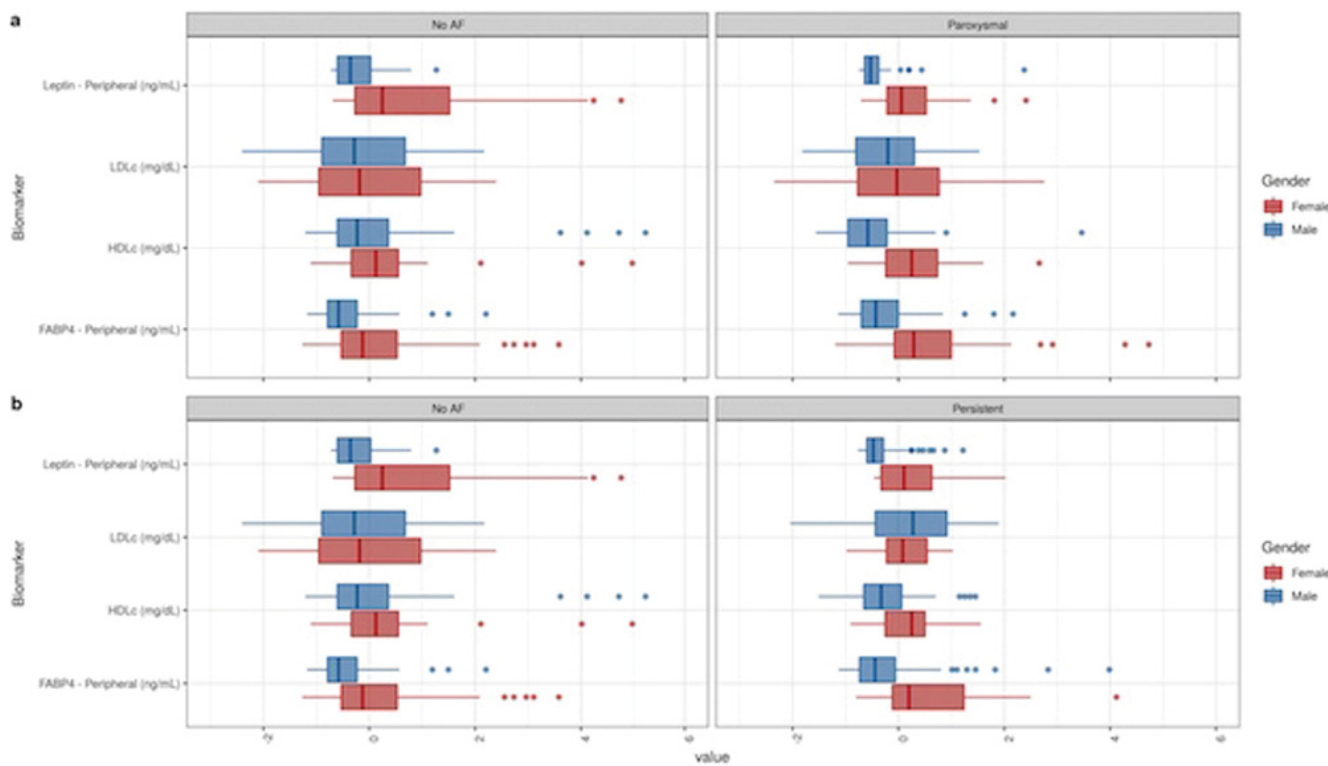 a
No AF
Paroxysmal
Leptin - Peripheral (ng/mL)
LDLc (mg/dL)
HDLc (mg/dL)
FABP4 - Peripheral (ng/mL)
Biomarker
Gender
Female
Male
b
No AF
Persistent
Leptin - Peripheral (ng/mL)
LDLc (mg/dL)
HDLc (mg/dL)
FABP4 - Peripheral (ng/mL)
Biomarker
Gender
Female
Male
-2 0 2 4 6 -2 0 2 4 6
value